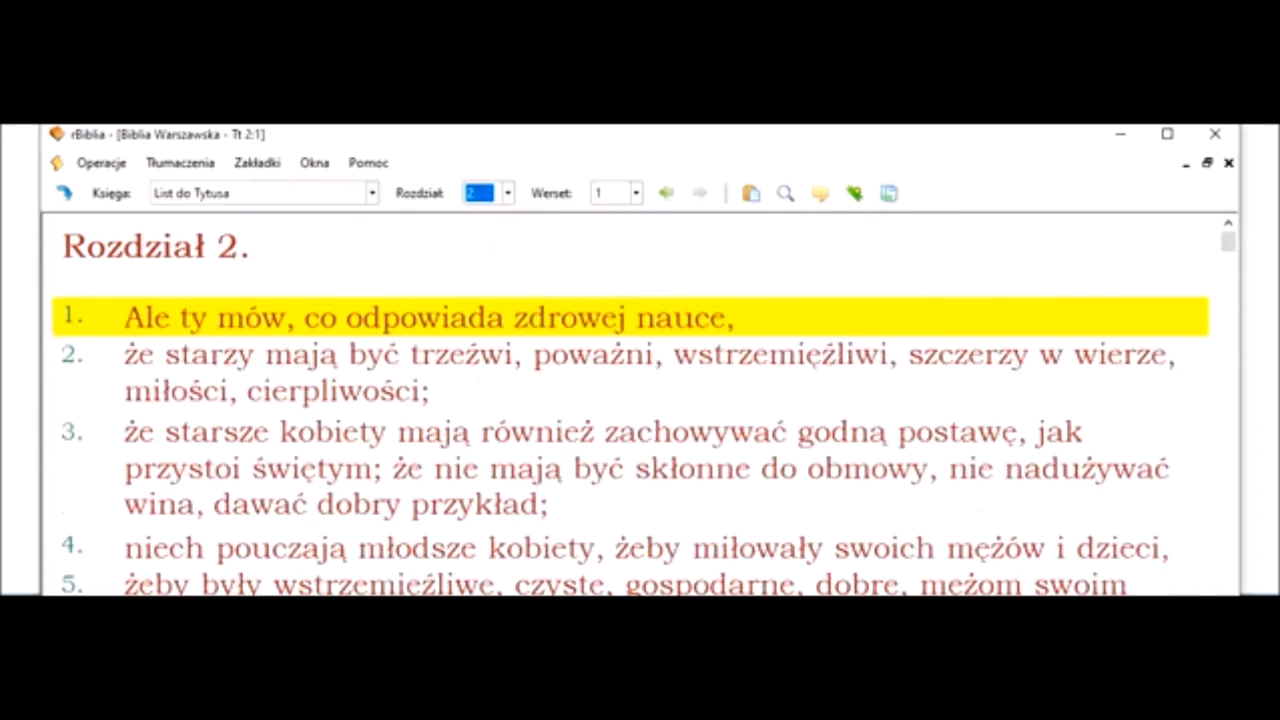 rBiblia - [Biblia Warszawska - Tt 2:1]
Operacje Tłumaczenia Zakładki Okna Pomoc
Księga: List do Tytusa Rozdział: 2 Werset: 1
Rozdział 2.
1. Ale ty mów, co odpowiada zdrowej nauce,
2. że starzy mają być trzeźwi, poważni, wstrzemięźliwi, szczerzy w wierze,
miłości, cierpliwości;
3. że starsze kobiety mają również zachowywać godną postawę, jak
przystoi świętym; że nie mają być skłonne do obmowy, nie nadużywać
wina, dawać dobry przykład;
4. niech pouczają młodsze kobiety, żeby miłowały swoich mężów i dzieci,
5. żeby były wstrzemięźliwe, czyste, gospodarne, dobre, mężom swoim